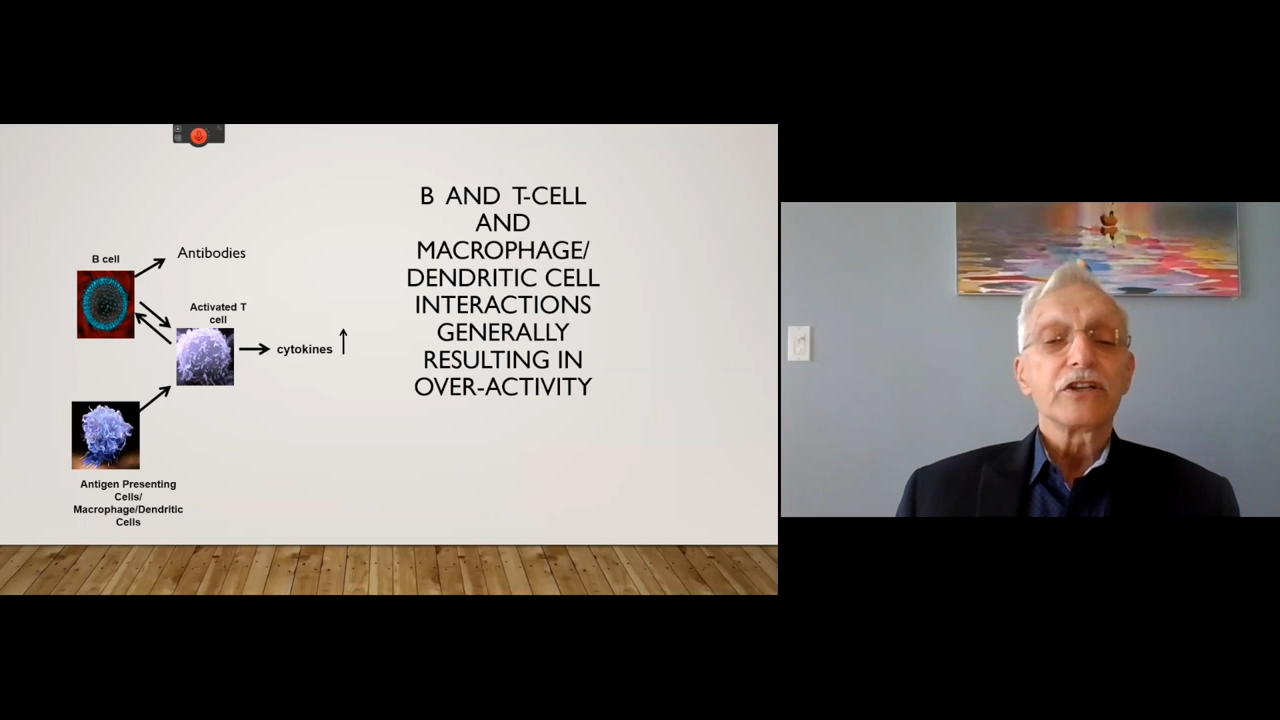 B AND T-CELL
AND
MACROPHAGE/
DENDRITIC CELL
INTERACTIONS
GENERALLY
RESULTING IN
OVER-ACTIVITY
B cell
Antibodies
Activated T
cell
cytokines
Antigen Presenting
Cells/
Macrophage/Dendritic
Cells